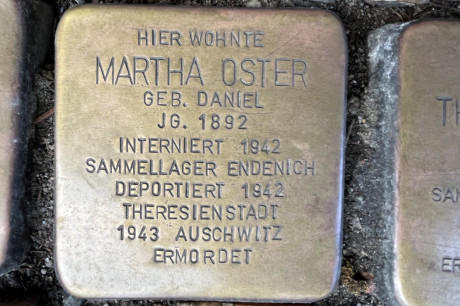 HIER WOHNTE
MARTHA OSTER
GEB. DANIEL
JG. 1892
INTERNIERT 1942
SAMMELLAGER ENDENICH
DEPORTIERT 1942
THERESIENSTADT
1943 AUSCHWITZ
ERMORDET